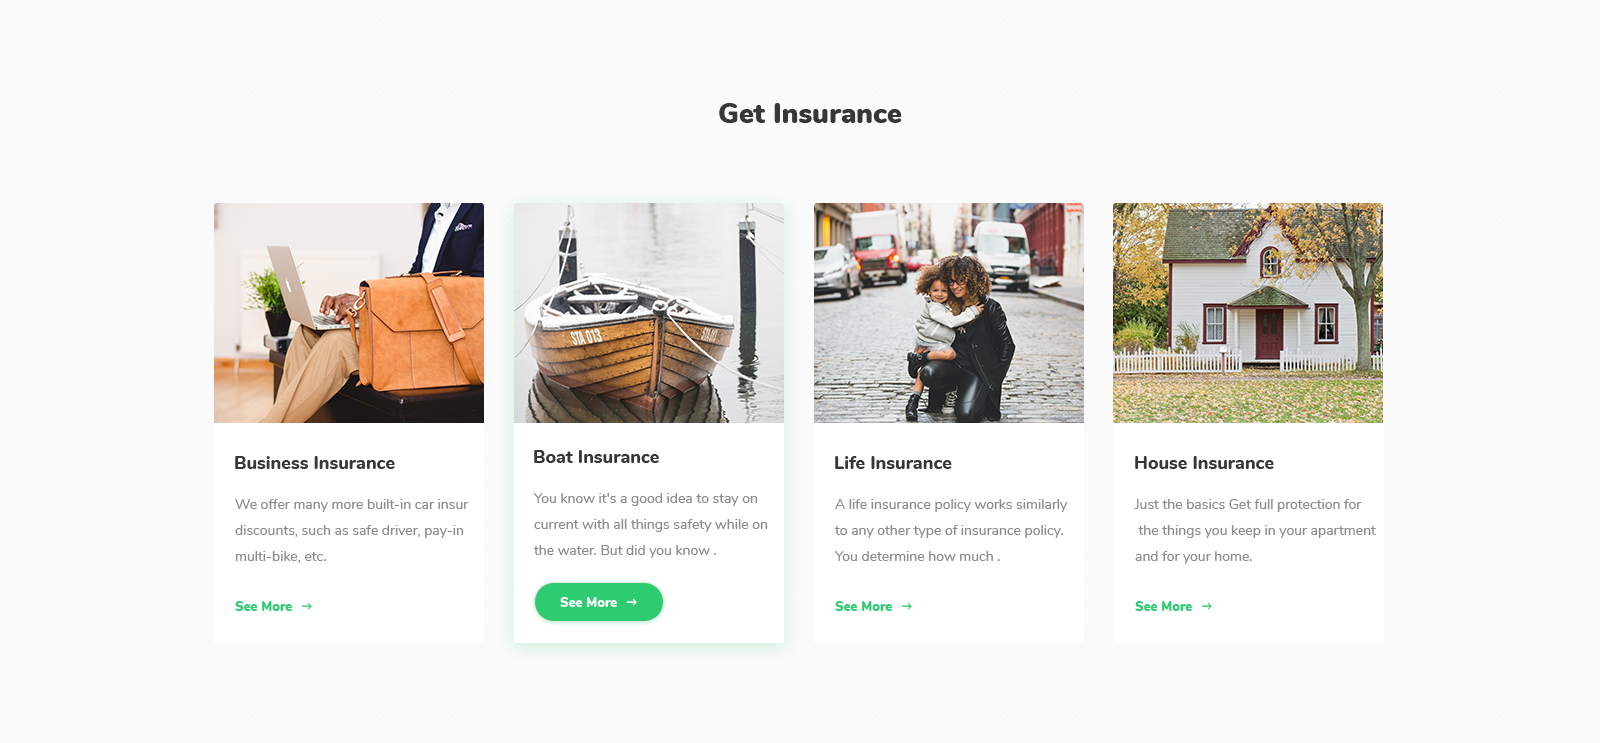 Get Insurance
STA 013
Business Insurance
We offer many more built-in car insur
discounts, such as safe driver, pay-in
multi-bike, etc.
See More →
Boat Insurance
You know it's a good idea to stay on
current with all things safety while on
the water. But did you know .
See More →
Life Insurance
A life insurance policy works similarly
to any other type of insurance policy.
You determine how much .
See More →
House Insurance
Just the basics Get full protection for
the things you keep in your apartment
and for your home.
See More →